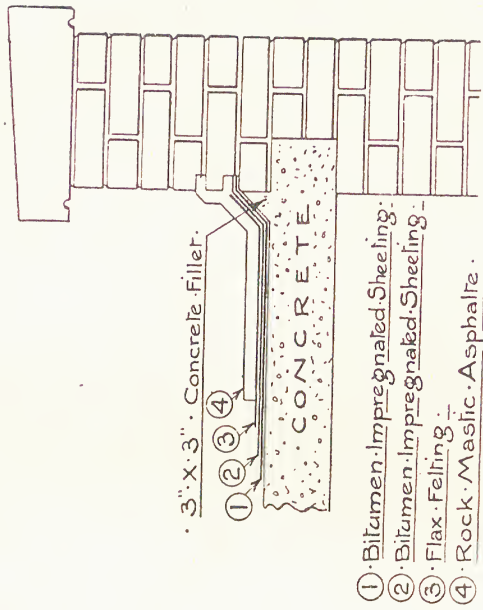 · 3" × 3" · Concrete · Filler ·
④
③
②
①
CONCRETE
① · Bitumen · Impregnated · Sheeting ·
② · Bitumen · Impregnated · Sheeting ·
③ · Flax · Felting ·
④ · Rock · Mastic · Asphalte ·